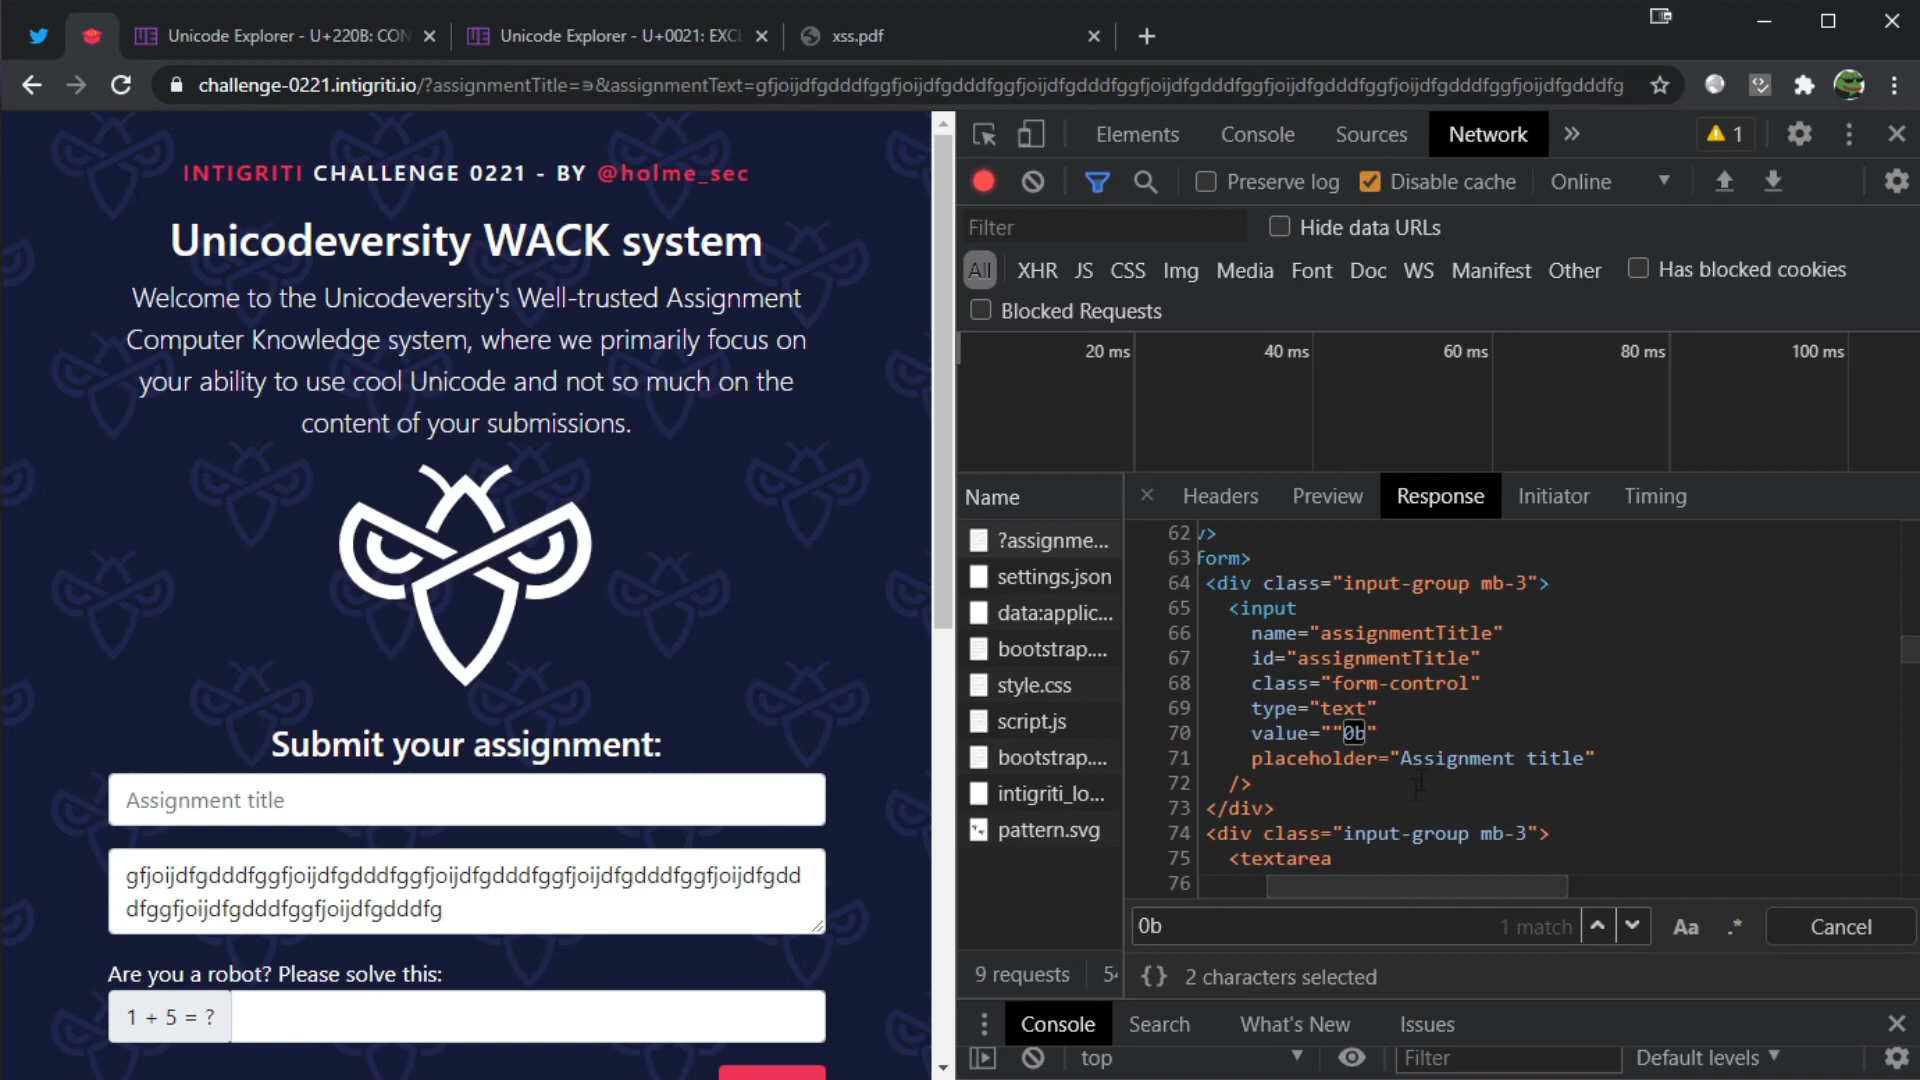 Unicode Explorer - U+220B: CON
Unicode Explorer - U+0021: EXCL
xss.pdf
challenge-0221.intigriti.io/?assignmentTitle=∋&assignmentText=gfjoijdfgdddfggfjoijdfgdddfggfjoijdfgdddfggfjoijdfgdddfggfjoijdfgdddfggfjoijdfgdddfggfjoijdfgdddfg
INTIGRITI CHALLENGE 0221 - BY @holme_sec
Unicodeversity WACK system
Welcome to the Unicodeversity's Well-trusted Assignment
Computer Knowledge system, where we primarily focus on
your ability to use cool Unicode and not so much on the
content of your submissions.
Submit your assignment:
Assignment title
gfjoijdfgdddfggfjoijdfgdddfggfjoijdfgdddfggfjoijdfgdddfggfjoijdfgdd
dfggfjoijdfgdddfggfjoijdfgdddfg
Are you a robot? Please solve this:
1 + 5 = ?
Elements Console Sources Network » 1
Preserve log Disable cache Online
Filter Hide data URLs
All XHR JS CSS Img Media Font Doc WS Manifest Other Has blocked cookies
Blocked Requests
20 ms 40 ms 60 ms 80 ms 100 ms
Name
?assignme...
settings.json
data:applic...
bootstrap....
style.css
script.js
bootstrap....
intigriti_lo...
pattern.svg
9 requests 54
Headers Preview Response Initiator Timing
62 v>
63 form>
64 <div class="input-group mb-3">
65 <input
66 name="assignmentTitle"
67 id="assignmentTitle"
68 class="form-control"
69 type="text"
70 value=""0b"
71 placeholder="Assignment title"
72 />
73 </div>
74 <div class="input-group mb-3">
75 <textarea
76
0b 1 match Aa .* Cancel
{} 2 characters selected
Console Search What's New Issues
top Filter Default levels